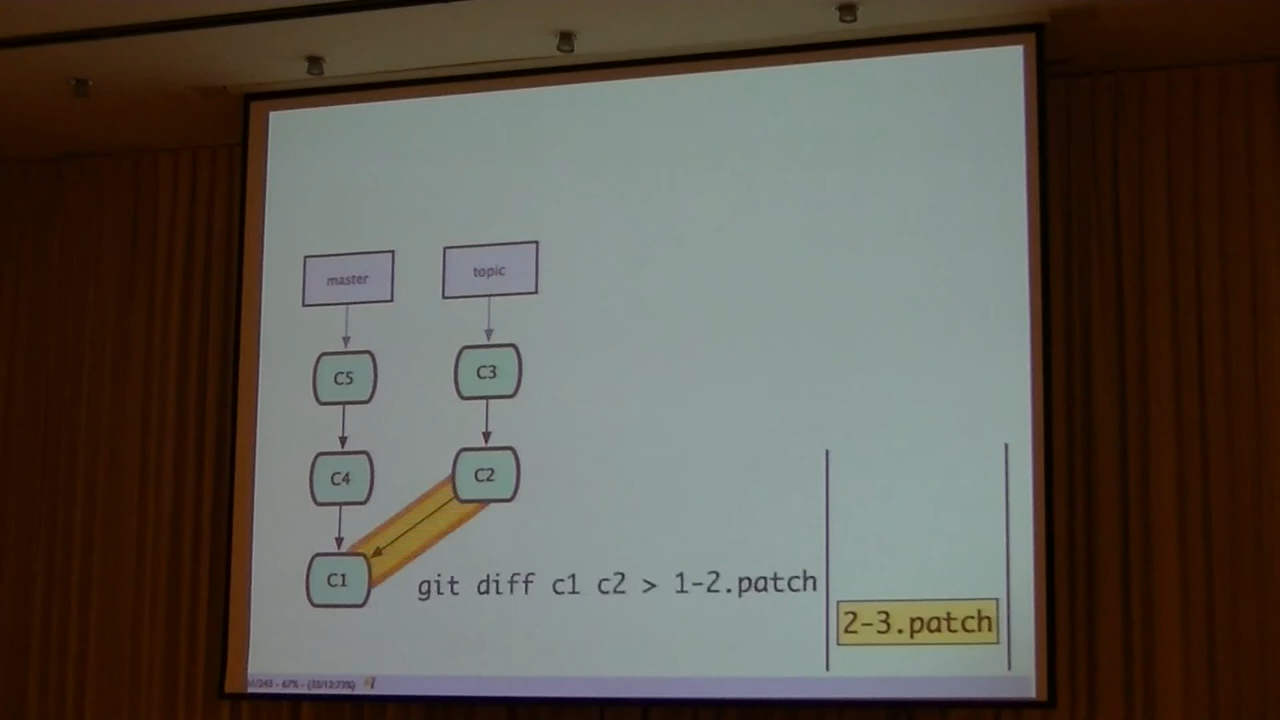 master
topic
C5
C3
C4
C2
C1
git diff c1 c2 > 1-2.patch
2-3.patch